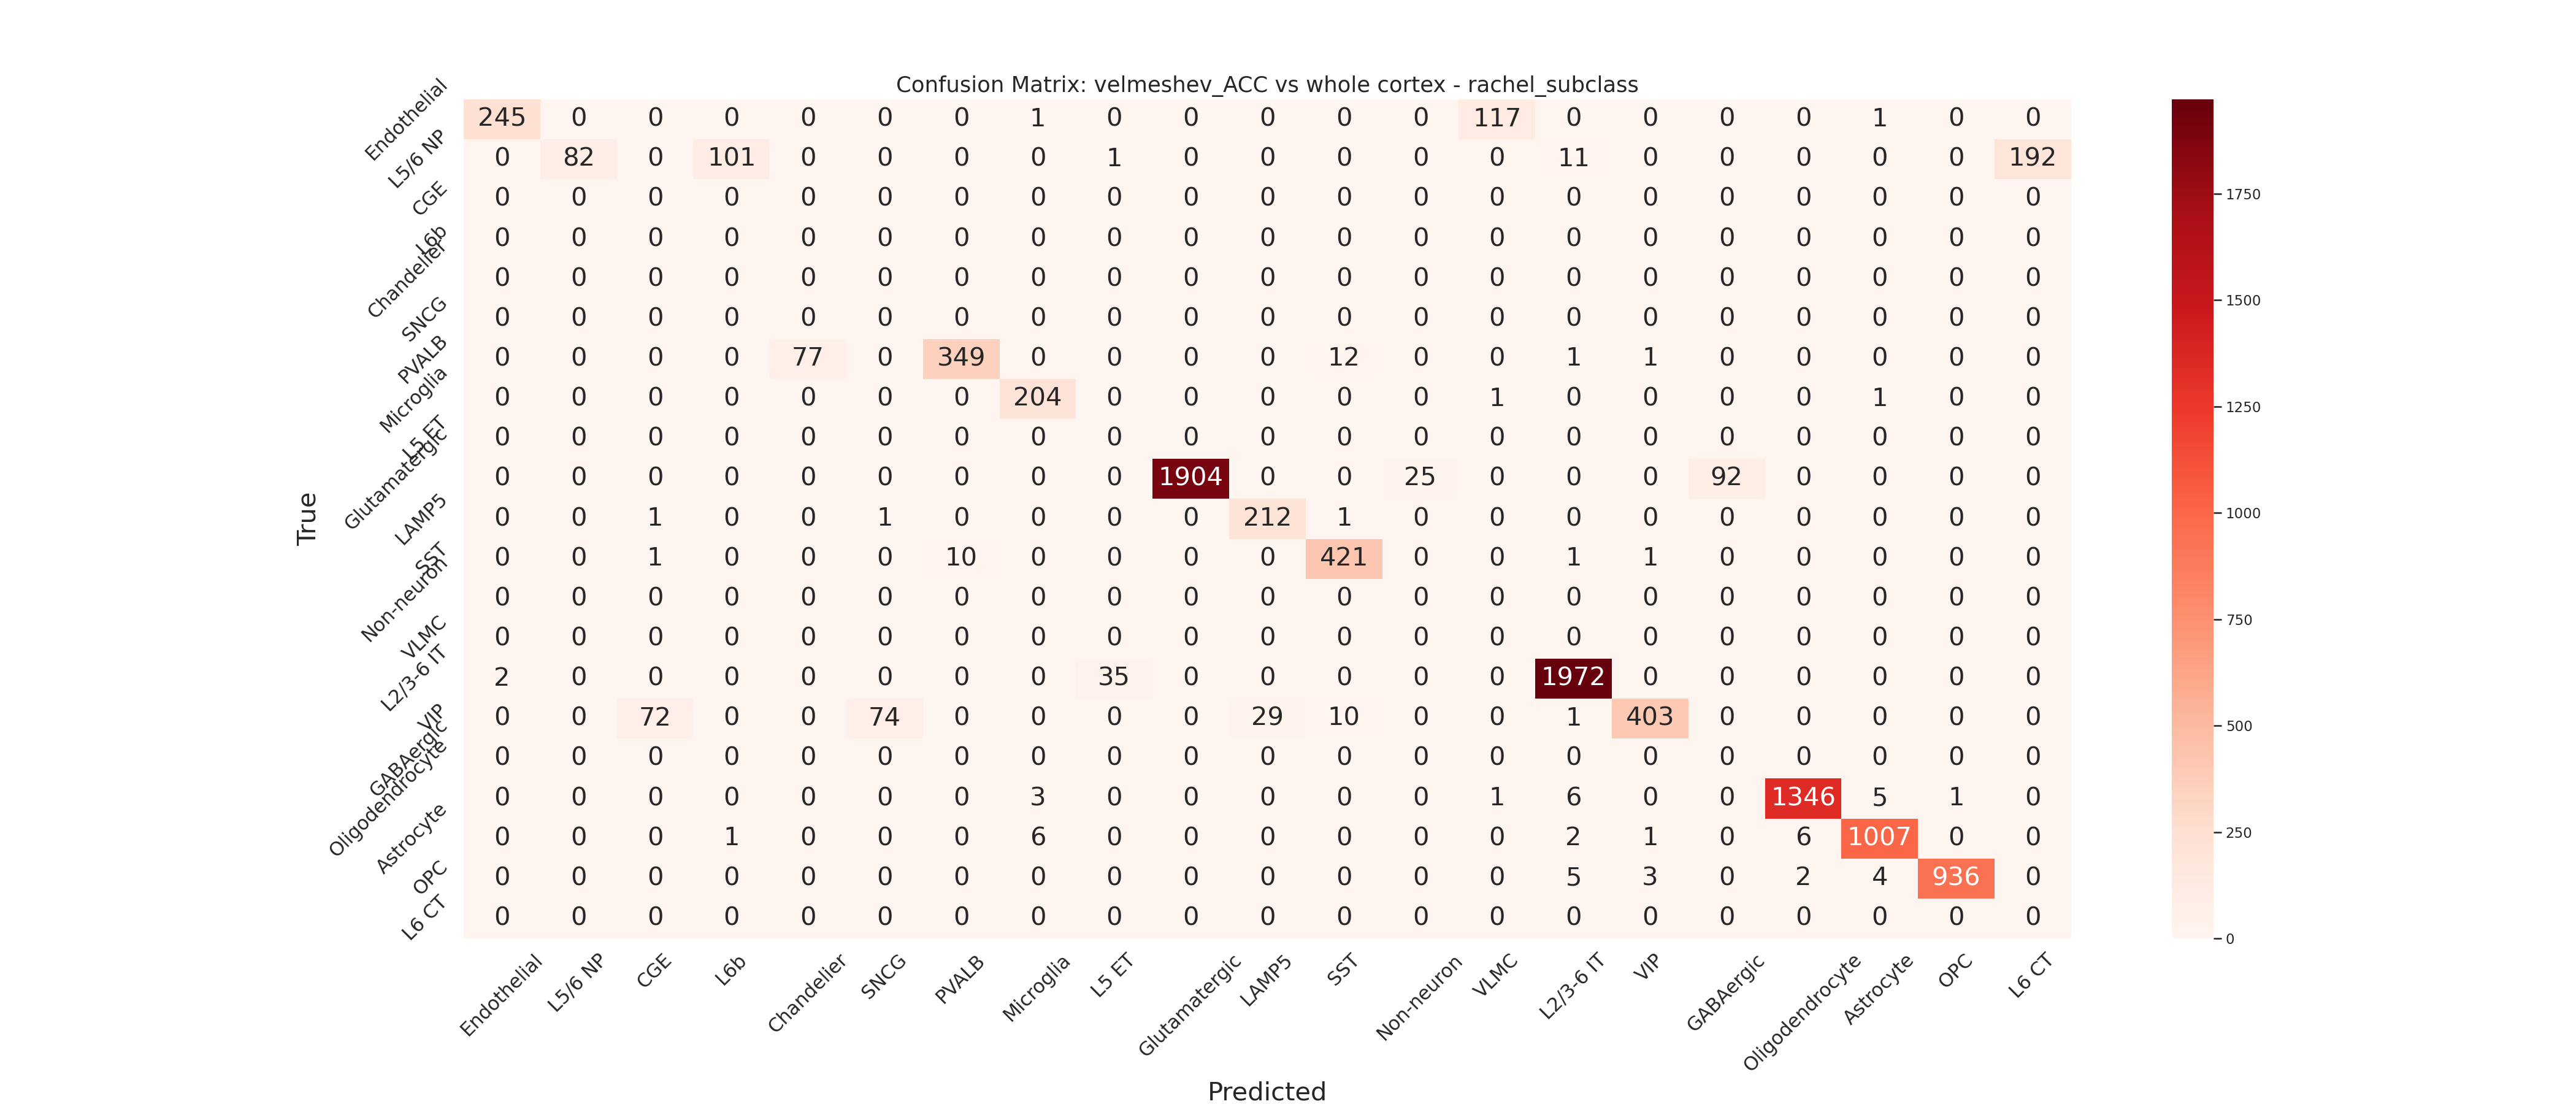 Confusion Matrix: velmeshev_ACC vs whole cortex - rachel_subclass
True
Endothelial 245 0 0 0 0 0 0 1 0 0 0 0 0 117 0 0 0 0 1 0 0
L5/6 NP 0 82 0 101 0 0 0 0 1 0 0 0 0 0 11 0 0 0 0 0 192
CGE 0 0 0 0 0 0 0 0 0 0 0 0 0 0 0 0 0 0 0 0 0
L6b 0 0 0 0 0 0 0 0 0 0 0 0 0 0 0 0 0 0 0 0 0
Chandelier 0 0 0 0 0 0 0 0 0 0 0 0 0 0 0 0 0 0 0 0 0
SNCG 0 0 0 0 0 0 0 0 0 0 0 0 0 0 0 0 0 0 0 0 0
PVALB 0 0 0 0 77 0 349 0 0 0 0 12 0 0 1 1 0 0 0 0 0
Microglia 0 0 0 0 0 0 0 204 0 0 0 0 0 1 0 0 0 0 1 0 0
L5 ET 0 0 0 0 0 0 0 0 0 0 0 0 0 0 0 0 0 0 0 0 0
Glutamatergic 0 0 0 0 0 0 0 0 0 1904 0 0 25 0 0 0 92 0 0 0 0
LAMP5 0 0 1 0 0 1 0 0 0 0 212 1 0 0 0 0 0 0 0 0 0
SST 0 0 1 0 0 0 10 0 0 0 0 421 0 0 1 1 0 0 0 0 0
Non-neuron 0 0 0 0 0 0 0 0 0 0 0 0 0 0 0 0 0 0 0 0 0
VLMC 0 0 0 0 0 0 0 0 0 0 0 0 0 0 0 0 0 0 0 0 0
L2/3-6 IT 2 0 0 0 0 0 0 0 35 0 0 0 0 0 1972 0 0 0 0 0 0
VIP 0 0 72 0 0 74 0 0 0 0 29 10 0 0 1 403 0 0 0 0 0
GABAergic 0 0 0 0 0 0 0 0 0 0 0 0 0 0 0 0 0 0 0 0 0
Oligodendrocyte 0 0 0 0 0 0 0 3 0 0 0 0 0 1 6 0 0 1346 5 1 0
Astrocyte 0 0 0 1 0 0 0 6 0 0 0 0 0 0 2 1 0 6 1007 0 0
OPC 0 0 0 0 0 0 0 0 0 0 0 0 0 0 5 3 0 2 4 936 0
L6 CT 0 0 0 0 0 0 0 0 0 0 0 0 0 0 0 0 0 0 0 0 0
Endothelial L5/6 NP CGE L6b Chandelier SNCG PVALB Microglia L5 ET Glutamatergic LAMP5 SST Non-neuron VLMC L2/3-6 IT VIP GABAergic Oligodendrocyte Astrocyte OPC L6 CT
Predicted
1750
1500
1250
1000
750
500
250
0